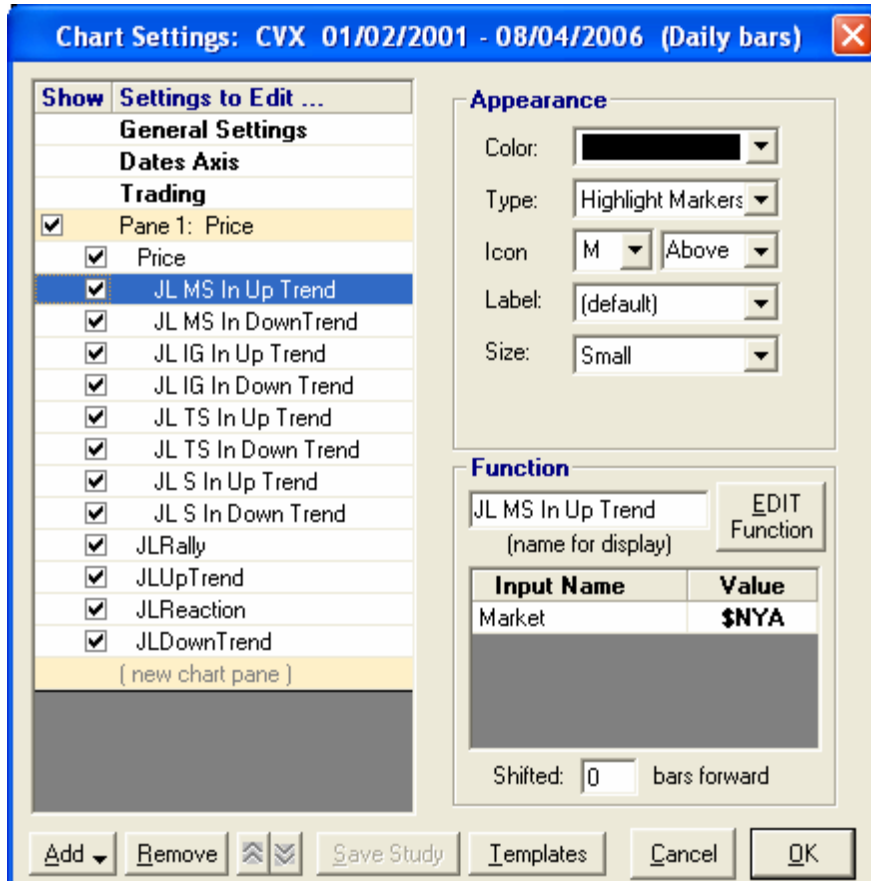 Chart Settings: CVX 01/02/2001 - 08/04/2006 (Daily bars)
Show Settings to Edit ...
General Settings
Dates Axis
Trading
Pane 1: Price
Price
JL MS In Up Trend
JL MS In DownTrend
JL IG In Up Trend
JL IG In Down Trend
JL TS In Up Trend
JL TS In Down Trend
JL S In Up Trend
JL S In Down Trend
JLRally
JLUpTrend
JLReaction
JLDownTrend
( new chart pane )
Appearance
Color:
Type: Highlight Markers
Icon M Above
Label: (default)
Size: Small
Function
JL MS In Up Trend
(name for display)
EDIT
Function
Input Name Value
Market $NYA
Shifted: 0 bars forward
Add Remove Save Study Templates Cancel OK